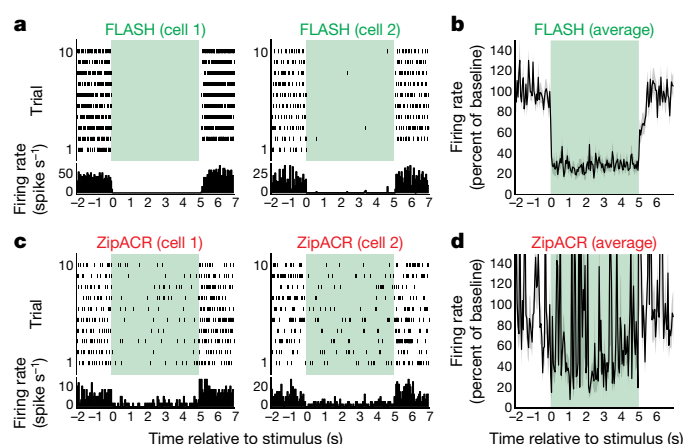 a
FLASH (cell 1)
FLASH (cell 2)
10
10
Trial
1
1
Firing rate
(spike s⁻¹)
50
0
25
0
−2 −1 0 1 2 3 4 5 6 7
−2 −1 0 1 2 3 4 5 6 7
b
FLASH (average)
Firing rate
(percent of baseline)
140
120
100
80
60
40
20
0
−2 0 1 2 3 4 5 6
c
ZipACR (cell 1)
ZipACR (cell 2)
10
10
Trial
1
1
Firing rate
(spike s⁻¹)
10
0
20
0
−2 −1 0 1 2 3 4 5 6 7
−2 −1 0 1 2 3 4 5 6 7
Time relative to stimulus (s)
d
ZipACR (average)
Firing rate
(percent of baseline)
140
120
100
80
60
40
20
0
−2 0 1 2 3 4 5 6
Time relative to stimulus (s)